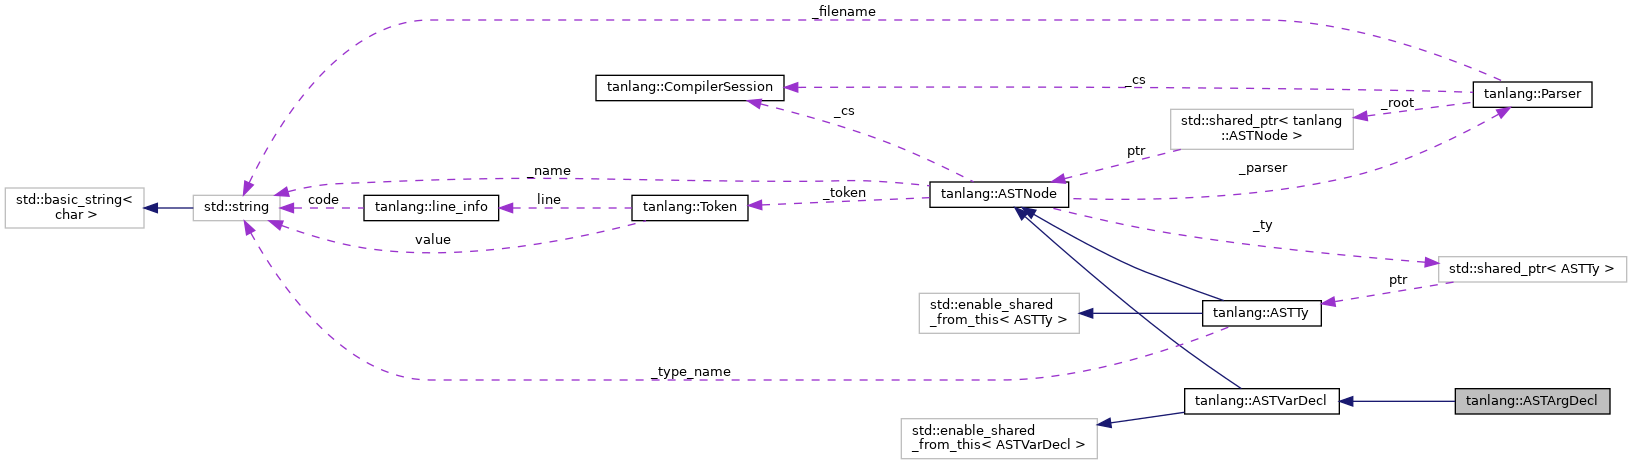 _filename
_cs
tanlang::CompilerSession
tanlang::Parser
_root
_cs
std::shared_ptr< tanlang
::ASTNode >
ptr
_parser
_name
_token
tanlang::ASTNode
std::basic_string<
char >
std::string
code
tanlang::line_info
line
tanlang::Token
value
_ty
std::shared_ptr< ASTTy >
ptr
std::enable_shared
_from_this< ASTTy >
tanlang::ASTTy
_type_name
tanlang::ASTVarDecl
tanlang::ASTArgDecl
std::enable_shared
_from_this< ASTVarDecl >